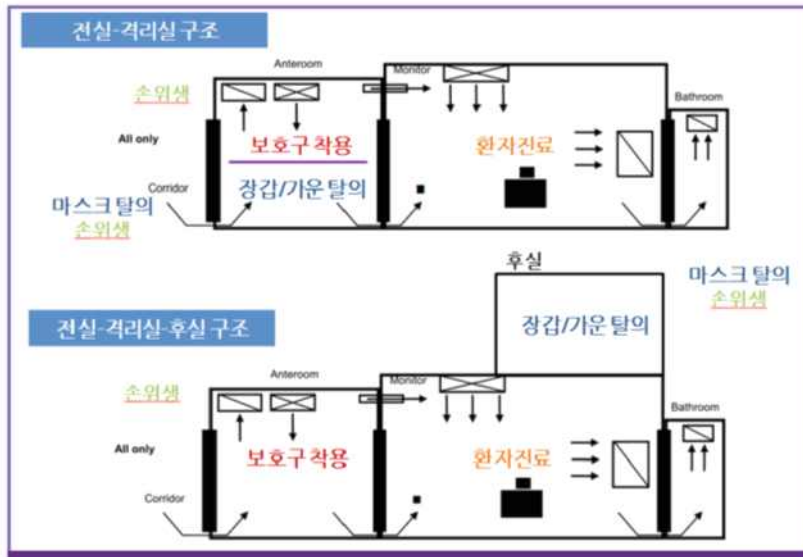 전실-격리실 구조
Anteroom
Monitor
손위생
Bathroom
All only
보호구 착용
환자진료
Corridor
장갑/가운 탈의
마스크 탈의
손위생
후실
마스크 탈의
손위생
장갑/가운 탈의
전실-격리실-후실 구조
Anteroom
Monitor
손위생
Bathroom
All only
보호구 착용
환자진료
Corridor